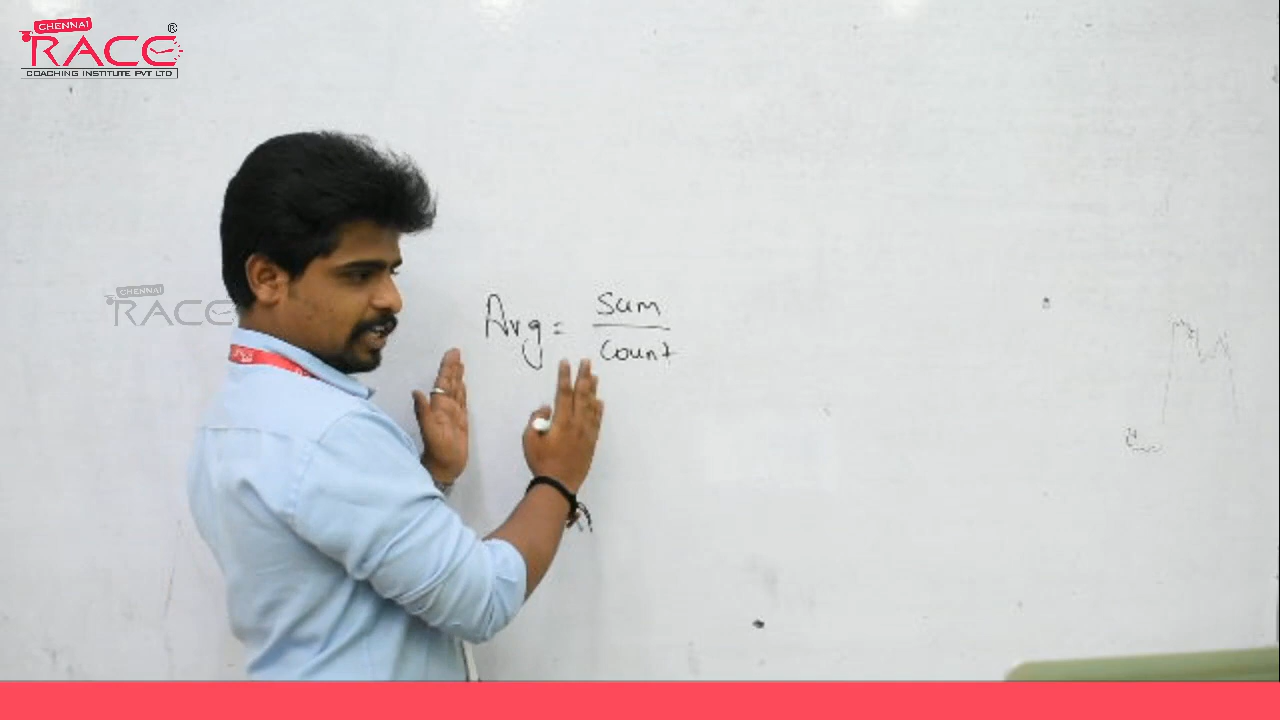 CHENNAI
RACE®
COACHING INSTITUTE PVT LTD
CHENNAI
RACE
Avg = Sum
Count